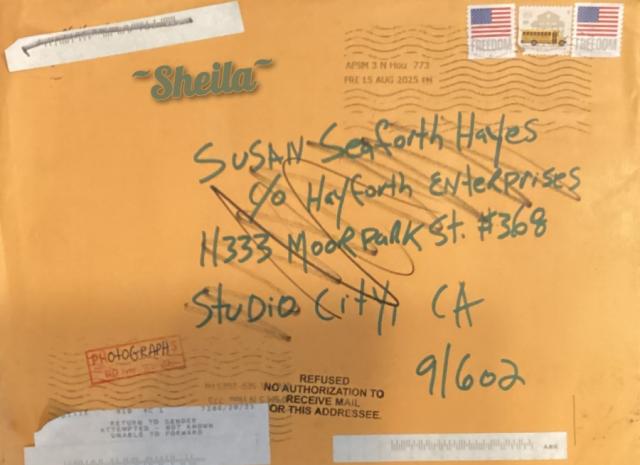 ~Sheila~
FREEDOM
FREEDOM
FRI 15 AUG 2025 PM
SUSAN Seaforth Hayes
c/o Hayforth Enterprises
11333 Moorpark St. #368
Studio City, CA
91602
PHOTOGRAPHS
REFUSED
NO AUTHORIZATION TO
RECEIVE MAIL
FOR THIS ADDRESSEE.
RETURN TO SENDER
ATTEMPTED - NOT KNOWN
UNABLE TO FORWARD